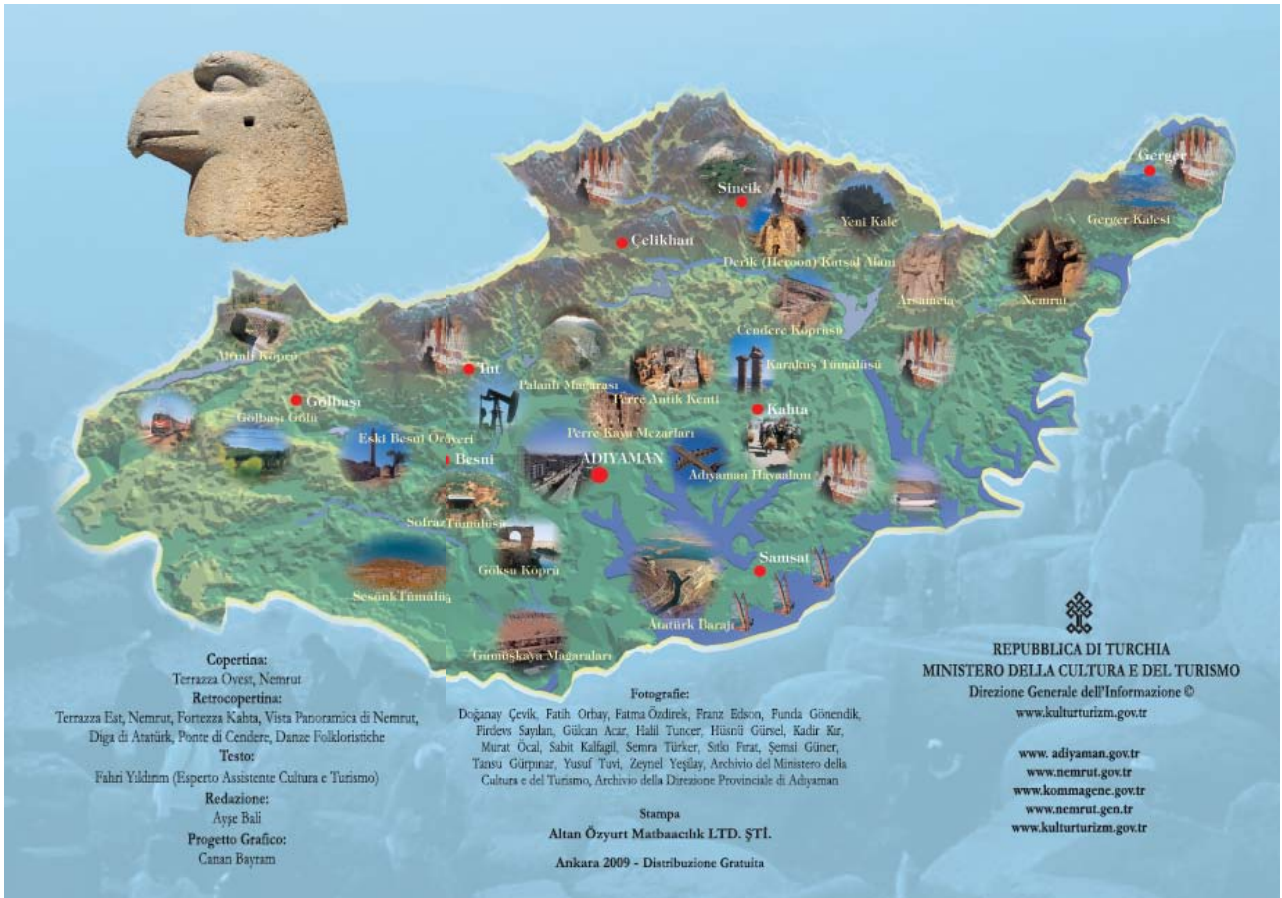 Gerger
Sincik
Yeni Kale
Gerger Kalesi
Çelikhan
Derik (Heroon) Kutsal Alanı
Arsameia
Nemrut
Cendere Köprüsü
Altınlı Köprü
Karakuş Tümülüsü
Tut
Palanlı Mağarası
Perre Antik Kenti
Gölbaşı
Gölbaşı Gölü
Kahta
Perre Kaya Mezarları
Eski Besni Örenyeri
Besni
ADIYAMAN
Adıyaman Havaalanı
Sofraz Tümülüsü
Göksu Köprü
Samsat
Sesönk Tümülüs
Atatürk Barajı
Gümüşkaya Mağaraları
Copertina:
Terrazza Ovest, Nemrut
Retrocopertina:
Terrazza Est, Nemrut, Fortezza Kahta, Vista Panoramica di Nemrut,
Diga di Atatürk, Ponte di Cendere, Danze Folkloristiche
Testo:
Fahri Yıldırım (Esperto Assistente Cultura e Turismo)
Redazione:
Ayşe Bali
Progetto Grafico:
Canan Bayram
Fotografie:
Doğanay Çevik, Fatih Orbay, Fatma Özdirek, Franz Edson, Funda Gönendik,
Firdevs Sayılan, Gülcan Acar, Halil Tuncer, Hüsnü Gürsel, Kadir Kır,
Murat Öcal, Sabit Kalfagil, Semra Türker, Sıtkı Fırat, Şemsi Güner,
Tansu Gürpınar, Yusuf Tuvi, Zeynel Yeşilay, Archivio del Ministero della
Cultura e del Turismo, Archivio della Direzione Provinciale di Adıyaman
Stampa
Altan Özyurt Matbaacılık LTD. ŞTİ.
Ankara 2009 - Distribuzione Gratuita
REPUBBLICA DI TURCHIA
MINISTERO DELLA CULTURA E DEL TURISMO
Direzione Generale dell'Informazione ©
www.kulturturizm.gov.tr
www. adiyaman.gov.tr
www.nemrut.gov.tr
www.kommagene.gov.tr
www.nemrut.gen.tr
www.kulturturizm.gov.tr